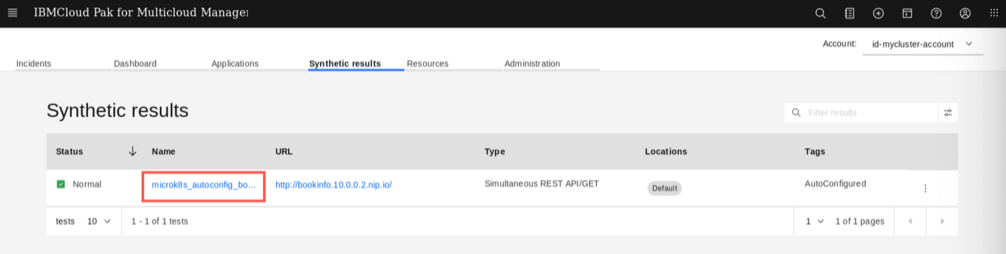 IBMCloud Pak for Multicloud Manager
Account: id-mycluster-account
Incidents Dashboard Applications Synthetic results Resources Administration
Synthetic results
Filter results
Status Name URL Type Locations Tags
Normal microk8s_autoconfig_bo... http://bookinfo.10.0.0.2.nip.io/ Simultaneous REST API/GET Default AutoConfigured
tests 10 1 - 1 of 1 tests 1 1 of 1 pages